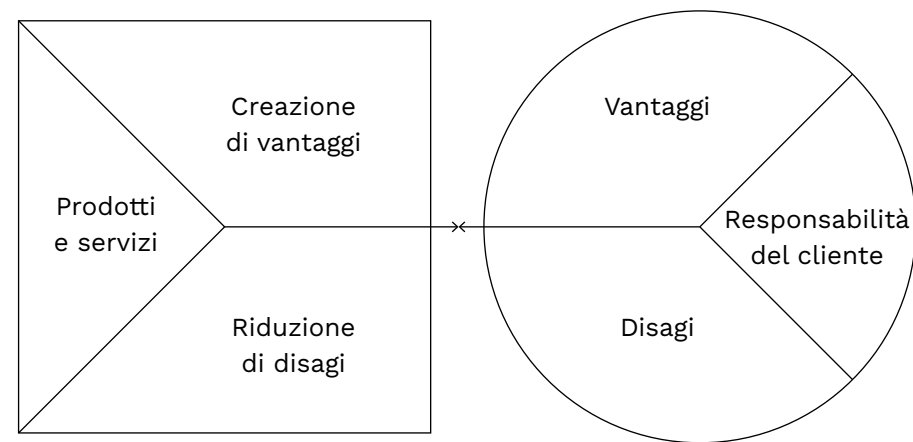 Creazione
di vantaggi
Prodotti
e servizi
Riduzione
di disagi
Vantaggi
Responsabilità
del cliente
Disagi